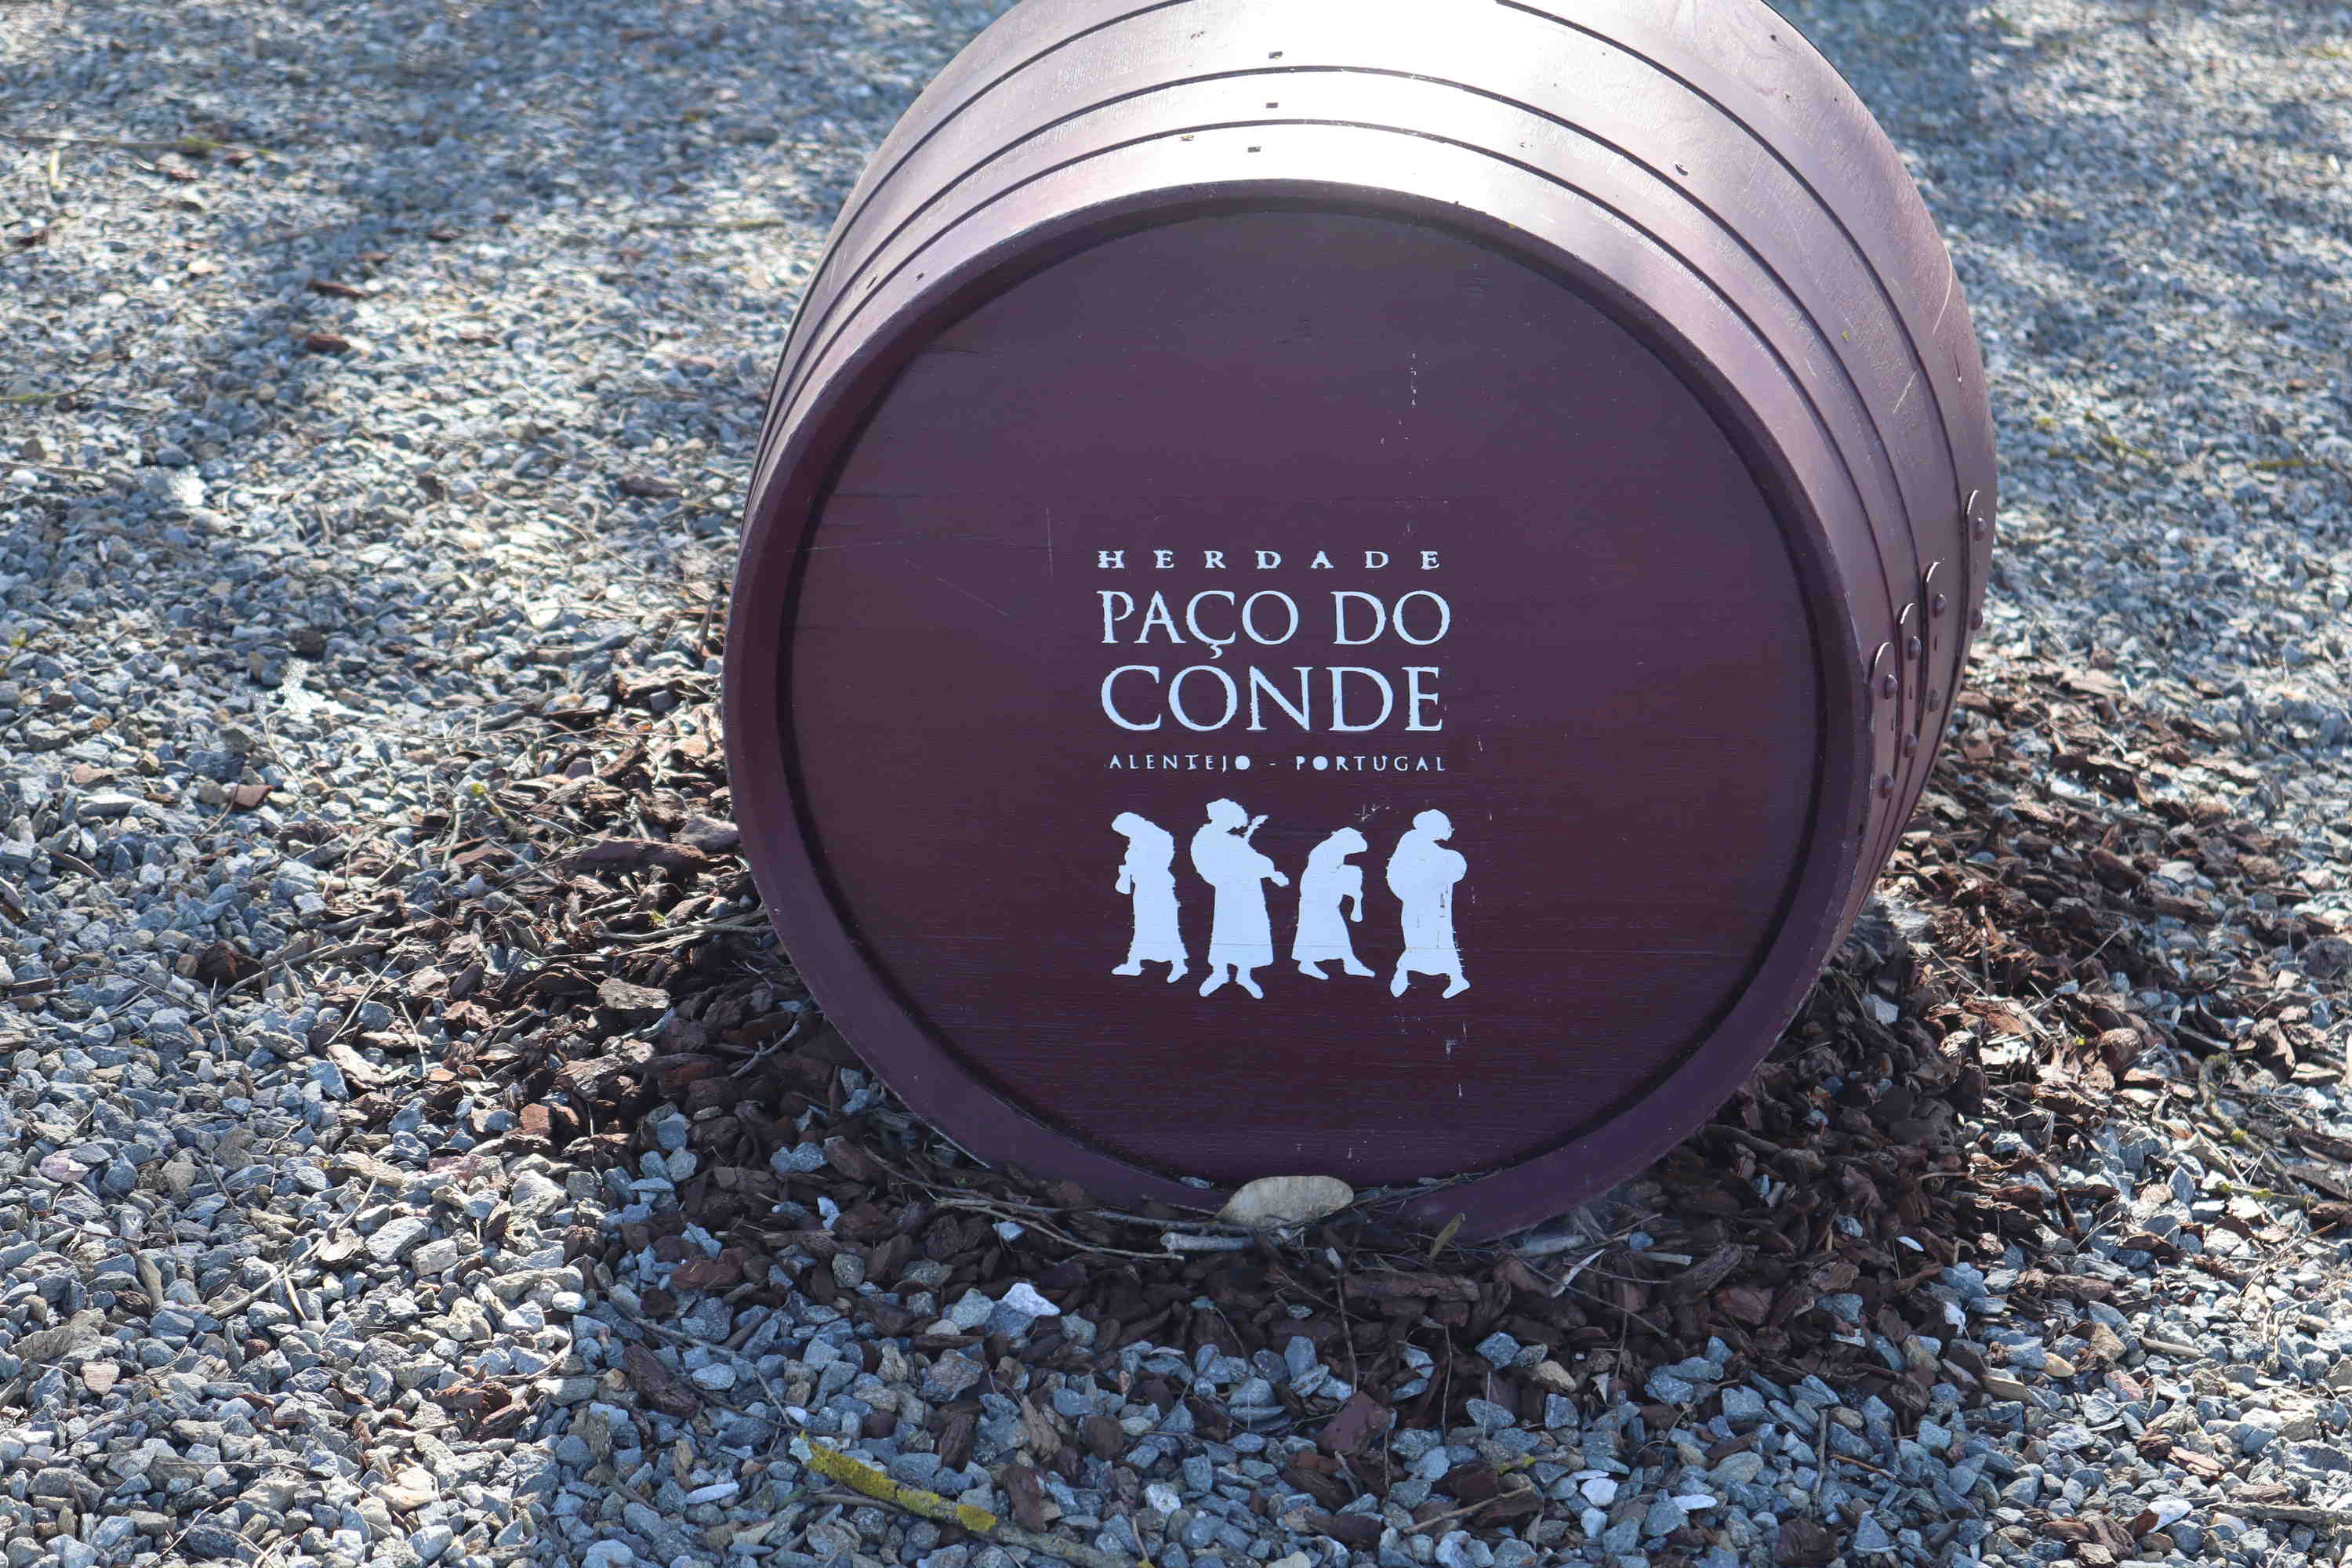 HERDADE
PAÇO DO
CONDE
ALENTEJO - PORTUGAL